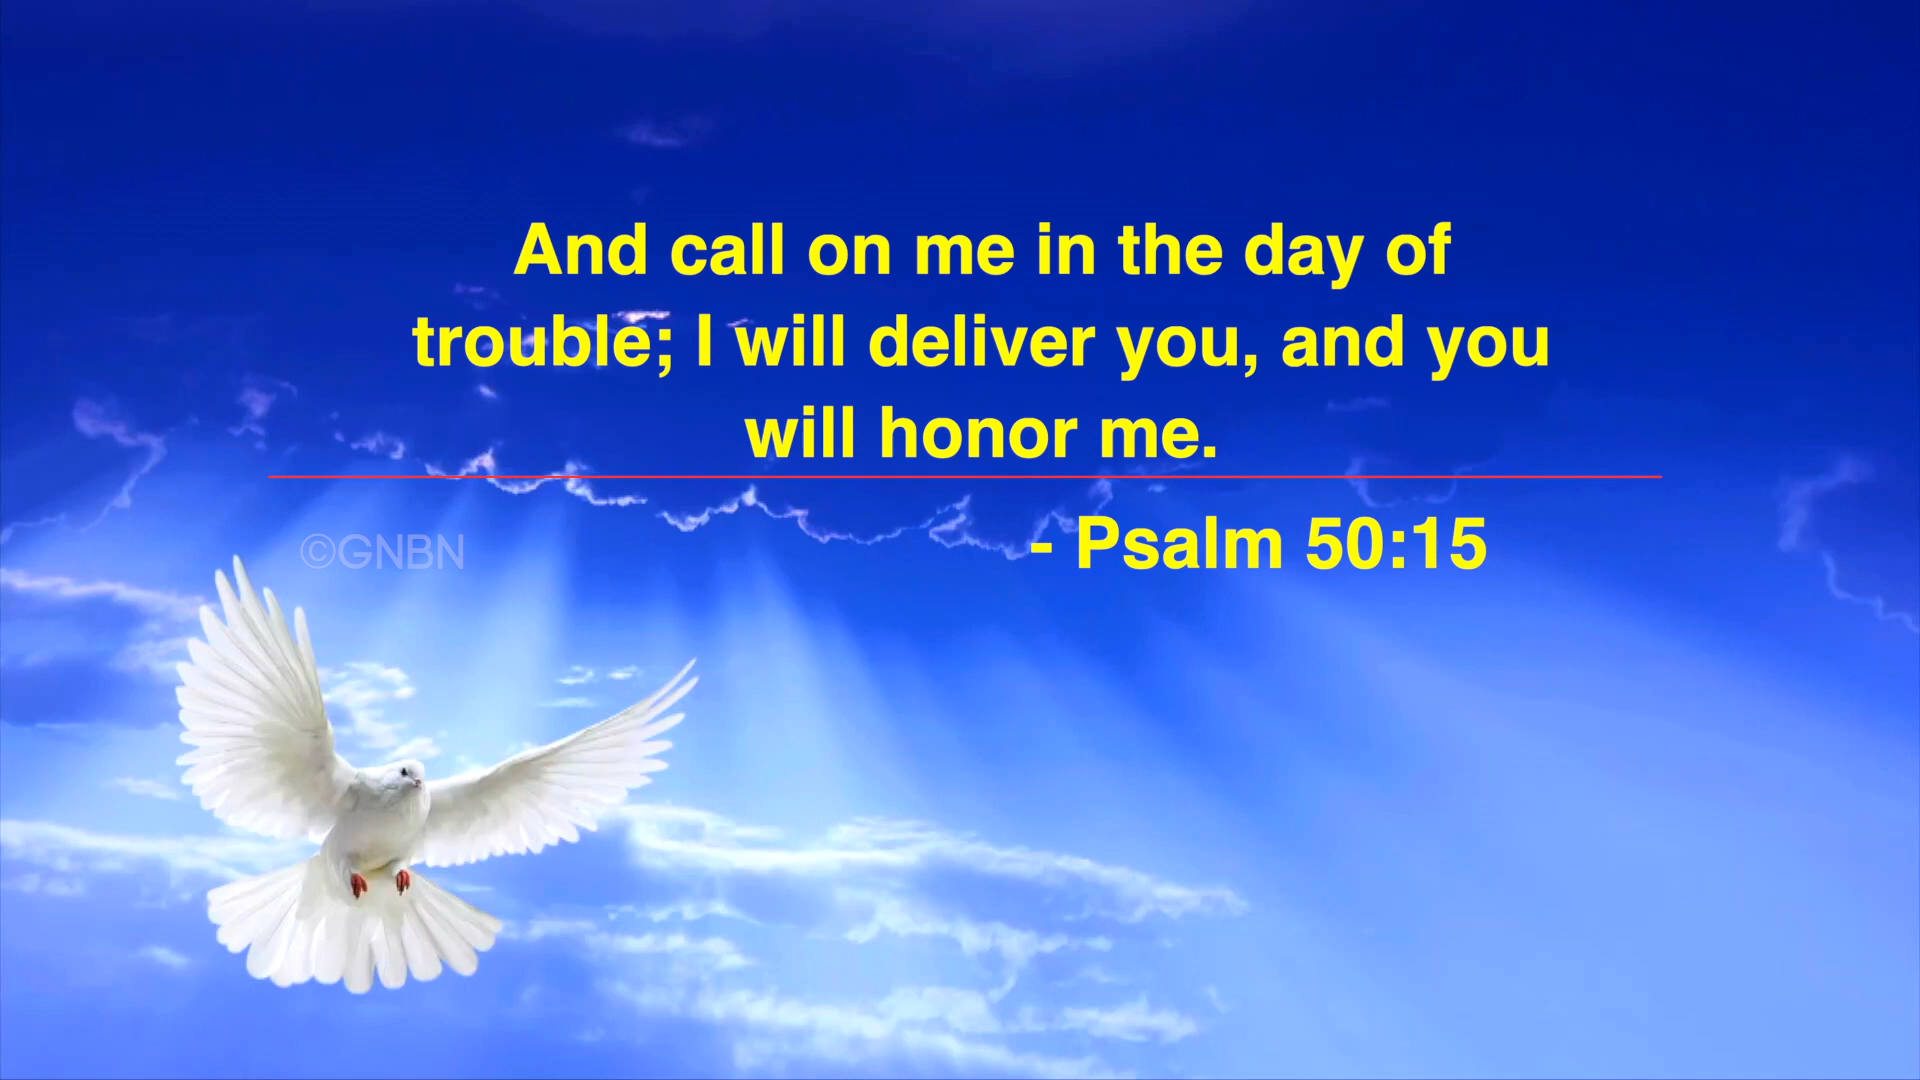 And call on me in the day of
trouble; I will deliver you, and you
will honor me.
- Psalm 50:15
©GNBN